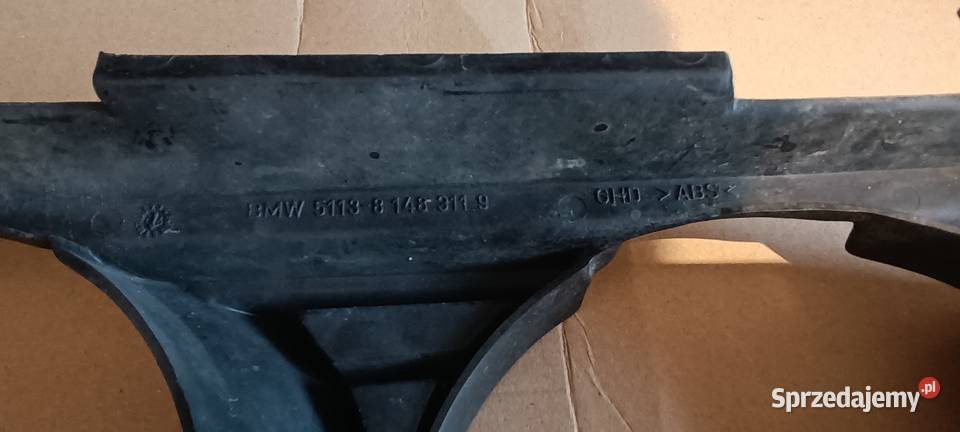 BMW 5113-8 148-311.9 GHD >ABS<
Sprzedajemy.pl